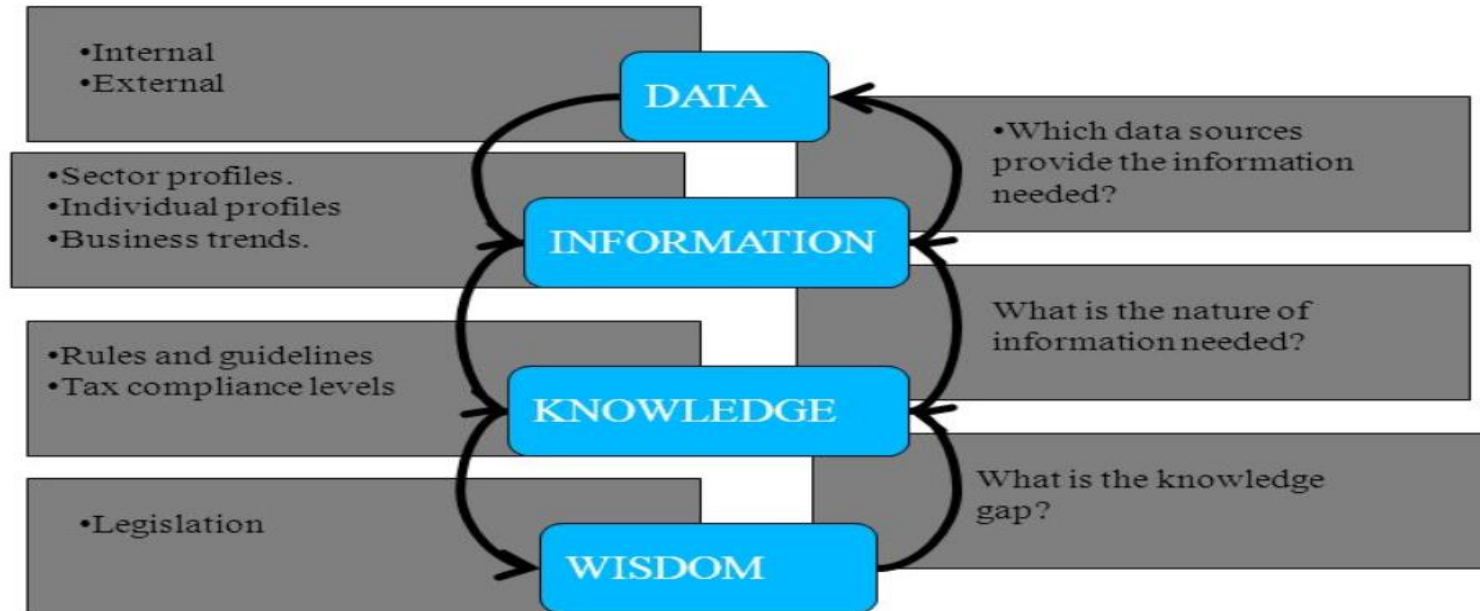 •Internal
•External
DATA
•Which data sources
provide the information
needed?
•Sector profiles.
•Individual profiles
•Business trends.
INFORMATION
What is the nature of
information needed?
•Rules and guidelines
•Tax compliance levels
KNOWLEDGE
What is the knowledge
gap?
•Legislation
WISDOM